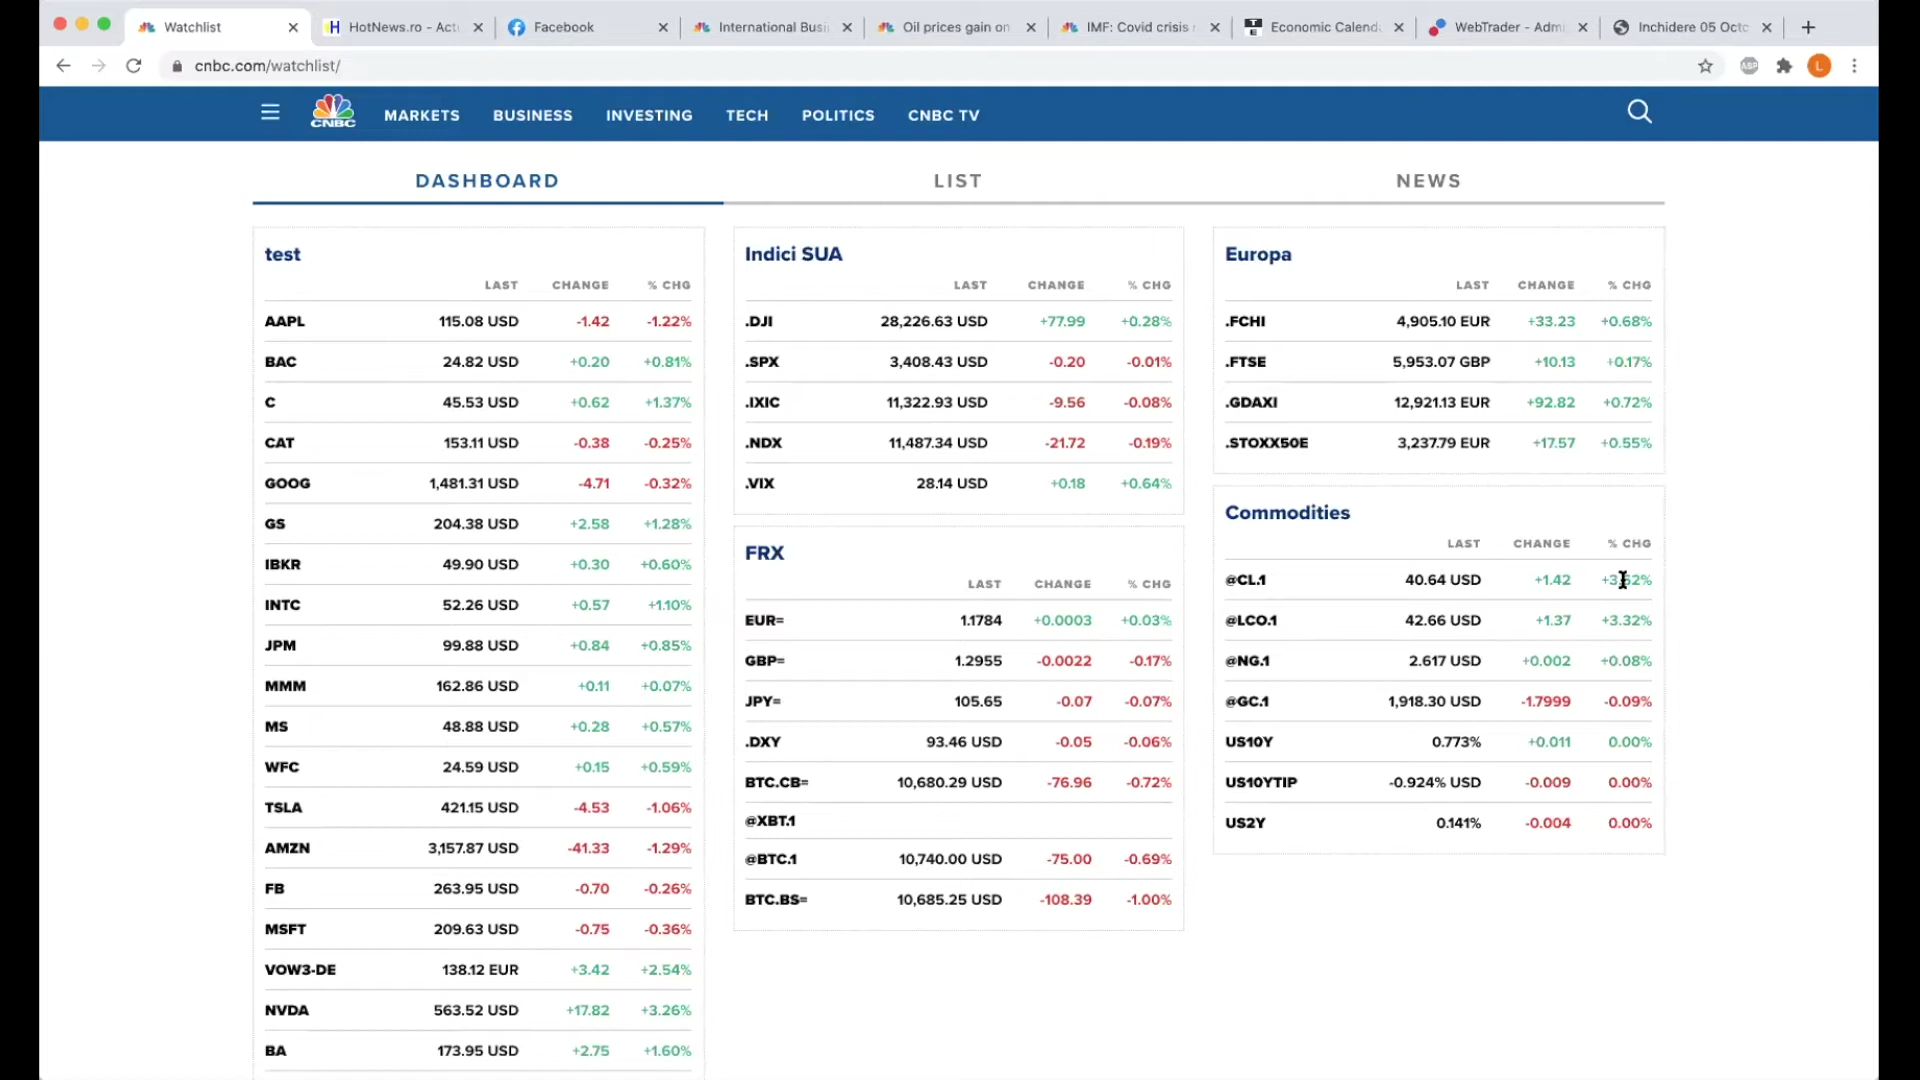 Watchlist
HotNews.ro - Actu
Facebook
International Busi
Oil prices gain on
IMF: Covid crisis
Economic Calend
WebTrader - Admi
Inchidere 05 Octo
cnbc.com/watchlist/
ABP
L
CNBC
MARKETS BUSINESS INVESTING TECH POLITICS CNBC TV
DASHBOARD LIST NEWS
test
LAST CHANGE % CHG
AAPL 115.08 USD -1.42 -1.22%
BAC 24.82 USD +0.20 +0.81%
C 45.53 USD +0.62 +1.37%
CAT 153.11 USD -0.38 -0.25%
GOOG 1,481.31 USD -4.71 -0.32%
GS 204.38 USD +2.58 +1.28%
IBKR 49.90 USD +0.30 +0.60%
INTC 52.26 USD +0.57 +1.10%
JPM 99.88 USD +0.84 +0.85%
MMM 162.86 USD +0.11 +0.07%
MS 48.88 USD +0.28 +0.57%
WFC 24.59 USD +0.15 +0.59%
TSLA 421.15 USD -4.53 -1.06%
AMZN 3,157.87 USD -41.33 -1.29%
FB 263.95 USD -0.70 -0.26%
MSFT 209.63 USD -0.75 -0.36%
VOW3-DE 138.12 EUR +3.42 +2.54%
NVDA 563.52 USD +17.82 +3.26%
BA 173.95 USD +2.75 +1.60%
Indici SUA
LAST CHANGE % CHG
.DJI 28,226.63 USD +77.99 +0.28%
.SPX 3,408.43 USD -0.20 -0.01%
.IXIC 11,322.93 USD -9.56 -0.08%
.NDX 11,487.34 USD -21.72 -0.19%
.VIX 28.14 USD +0.18 +0.64%
FRX
LAST CHANGE % CHG
EUR= 1.1784 +0.0003 +0.03%
GBP= 1.2955 -0.0022 -0.17%
JPY= 105.65 -0.07 -0.07%
.DXY 93.46 USD -0.05 -0.06%
BTC.CB= 10,680.29 USD -76.96 -0.72%
@XBT.1
@BTC.1 10,740.00 USD -75.00 -0.69%
BTC.BS= 10,685.25 USD -108.39 -1.00%
Europa
LAST CHANGE % CHG
.FCHI 4,905.10 EUR +33.23 +0.68%
.FTSE 5,953.07 GBP +10.13 +0.17%
.GDAXI 12,921.13 EUR +92.82 +0.72%
.STOXX50E 3,237.79 EUR +17.57 +0.55%
Commodities
LAST CHANGE % CHG
@CL.1 40.64 USD +1.42
@LCO.1 42.66 USD +1.37 +3.32%
@NG.1 2.617 USD +0.002 +0.08%
@GC.1 1,918.30 USD -1.7999 -0.09%
US10Y 0.773% +0.011 0.00%
US10YTIP -0.924% USD -0.009 0.00%
US2Y 0.141% -0.004 0.00%